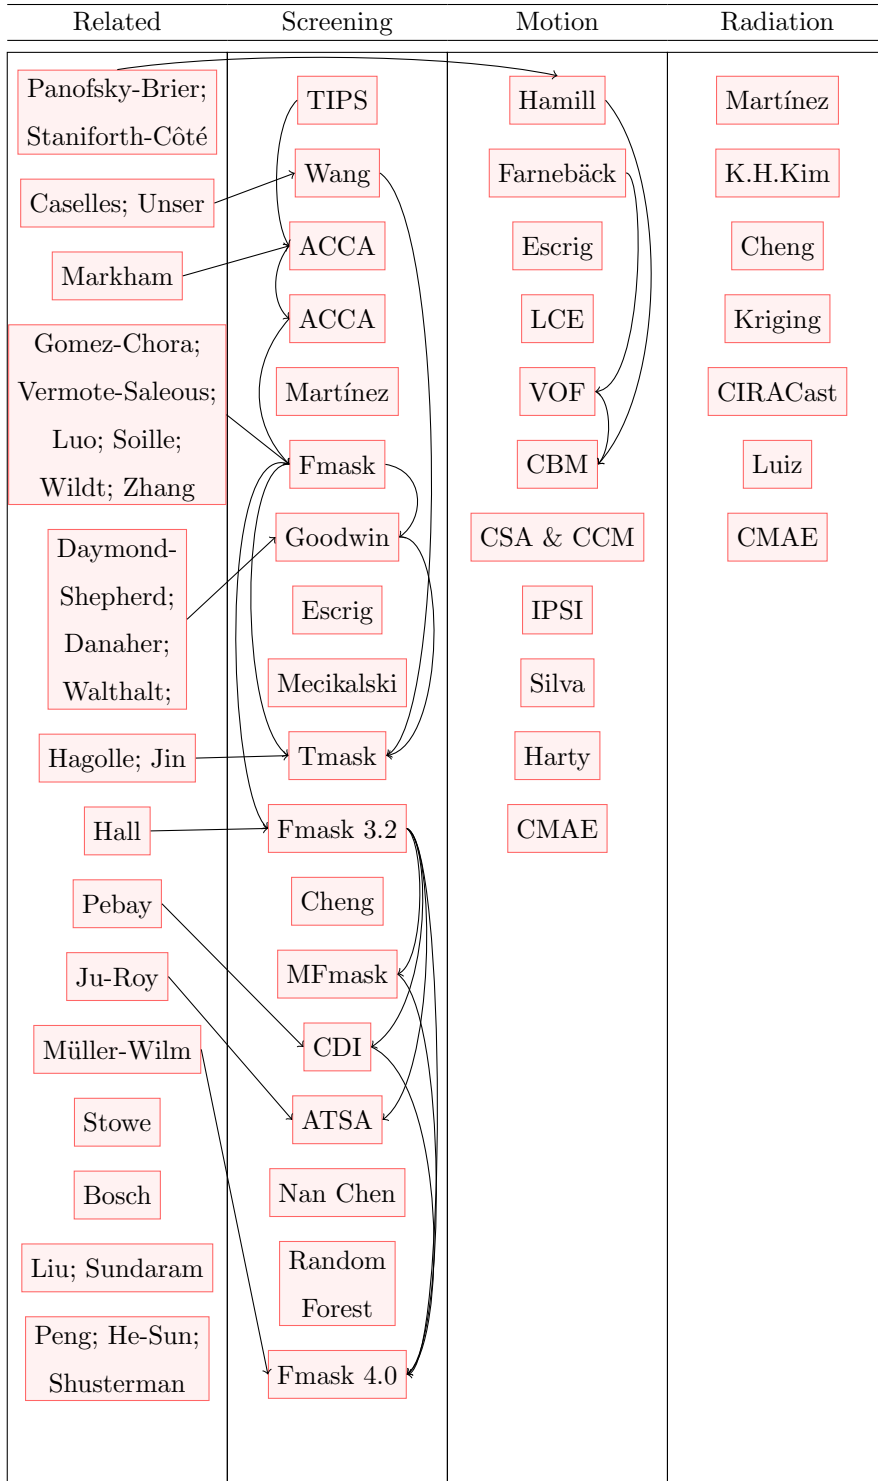 Related Screening Motion Radiation
Panofsky-Brier;
Staniforth-Côté
Caselles; Unser
Markham
Gomez-Chora;
Vermote-Saleous;
Luo; Soille;
Wildt; Zhang
Daymond-
Shepherd;
Danaher;
Walthalt;
Hagolle; Jin
Hall
Pebay
Ju-Roy
Müller-Wilm
Stowe
Bosch
Liu; Sundaram
Peng; He-Sun;
Shusterman
TIPS
Wang
ACCA
ACCA
Martínez
Fmask
Goodwin
Escrig
Mecikalski
Tmask
Fmask 3.2
Cheng
MFmask
CDI
ATSA
Nan Chen
Random
Forest
Fmask 4.0
Hamill
Farnebäck
Escrig
LCE
VOF
CBM
CSA & CCM
IPSI
Silva
Harty
CMAE
Martínez
K.H.Kim
Cheng
Kriging
CIRACast
Luiz
CMAE